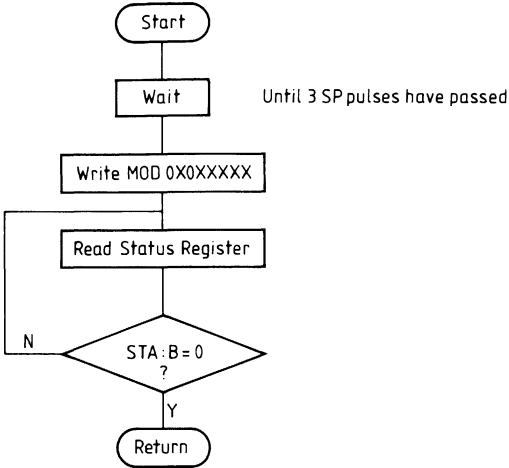 Start
Wait
Until 3 SP pulses have passed
Write MOD 0X0XXXXX
Read Status Register
N
STA:B=0
?
Y
Return